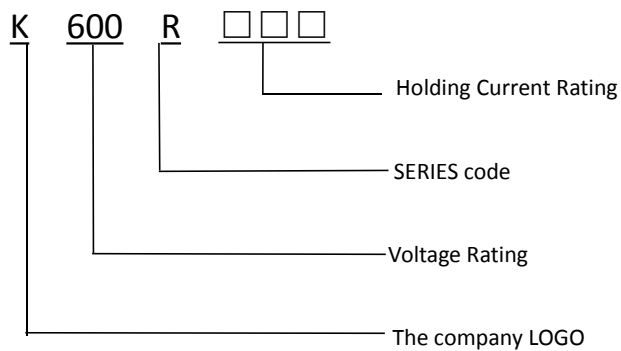 K 600 R □□□
Holding Current Rating
SERIES code
Voltage Rating
The company LOGO